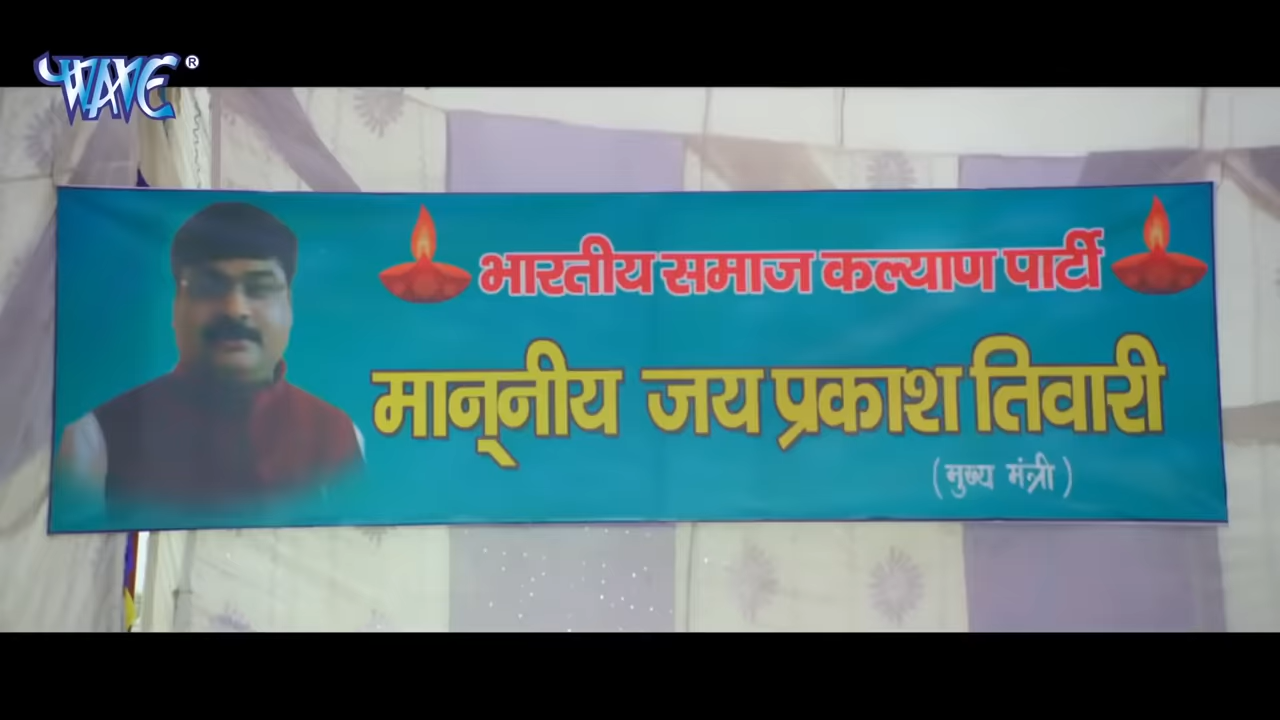 WAVE ®
भारतीय समाज कल्याण पार्टी
मान्‌नीय जय प्रकाश तिवारी
(मुख्य मंत्री)